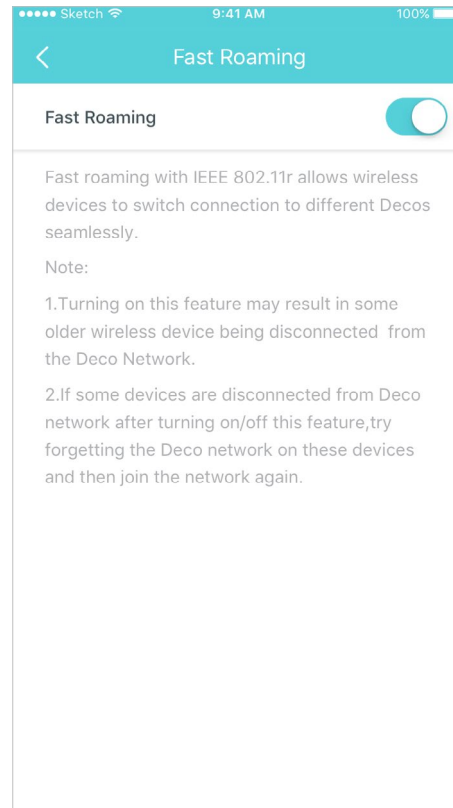 Sketch 9:41 AM 100%
Fast Roaming
Fast Roaming
Fast roaming with IEEE 802.11r allows wireless
devices to switch connection to different Decos
seamlessly.
Note:
1.Turning on this feature may result in some
older wireless device being disconnected  from
the Deco Network.
2.If some devices are disconnected from Deco
network after turning on/off this feature,try
forgetting the Deco network on these devices
and then join the network again.